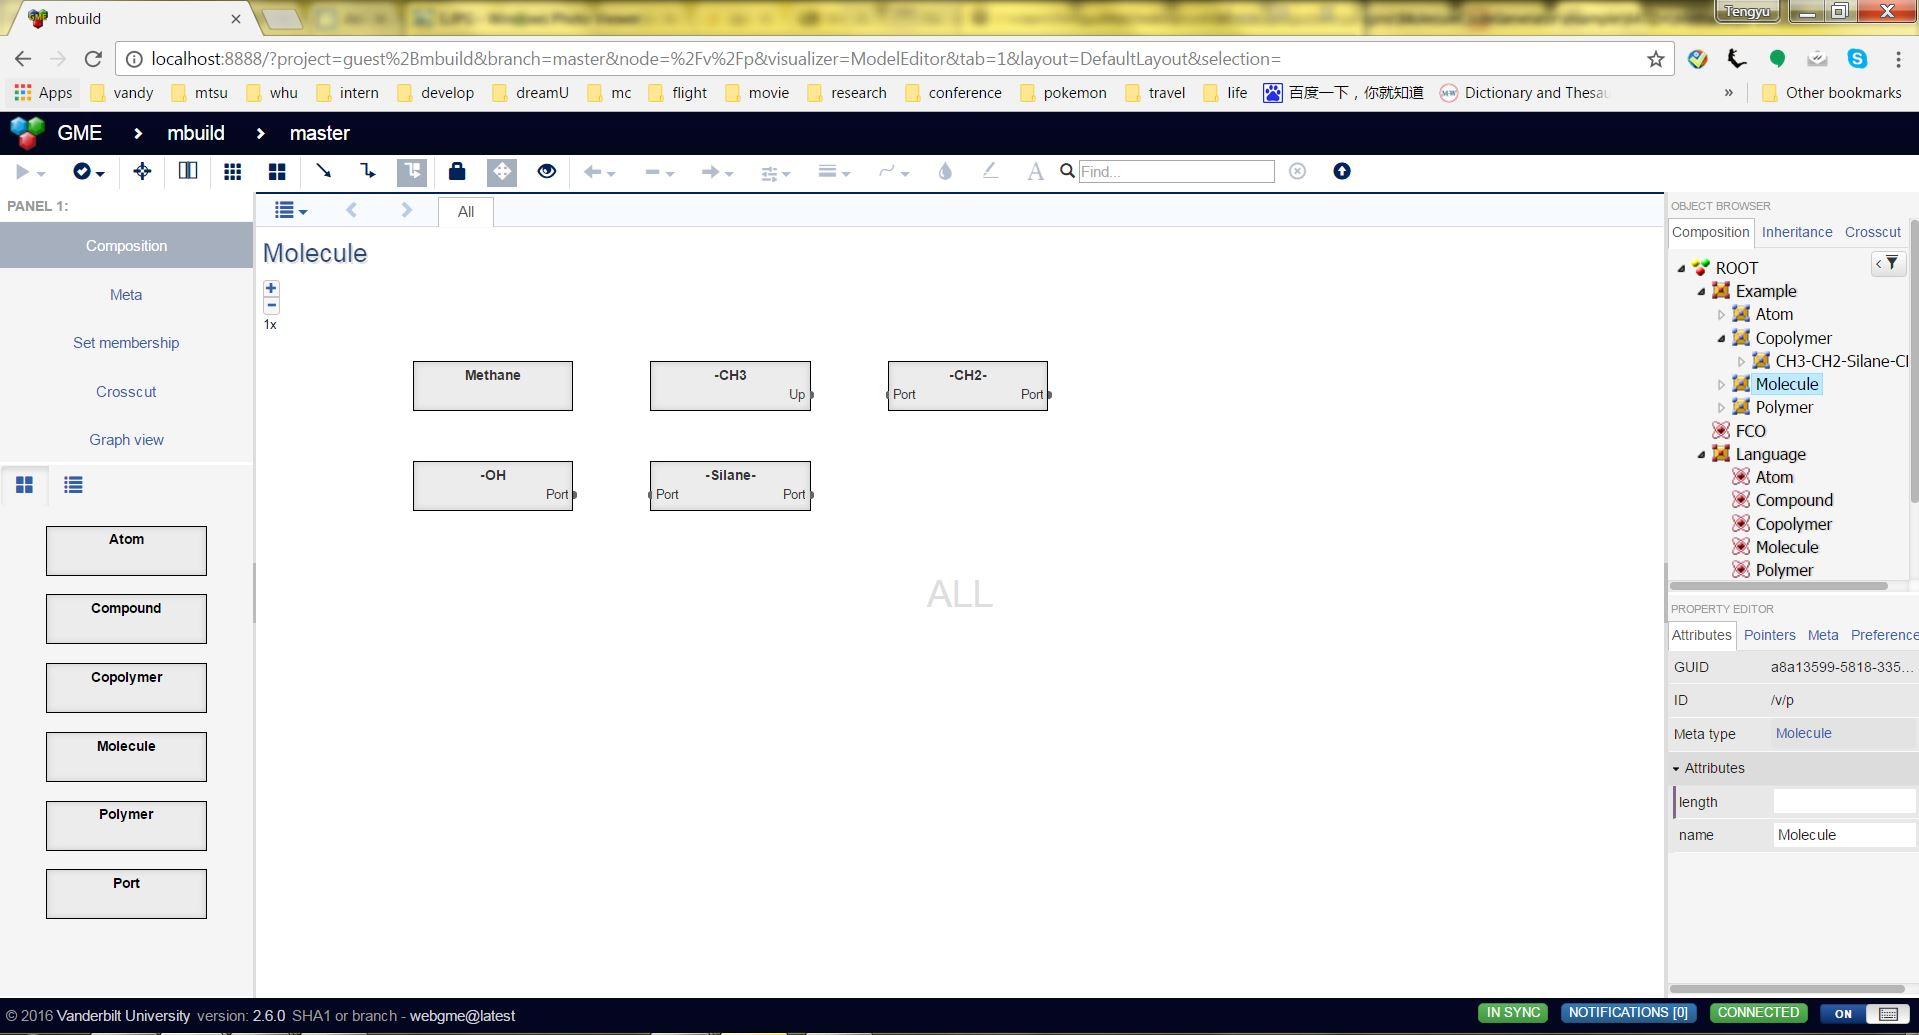 mbuild
Tengyu
localhost:8888/?project=guest%2Bmbuild&branch=master&node=%2Fv%2Fp&visualizer=ModelEditor&tab=1&layout=DefaultLayout&selection=
Apps vandy mtsu whu intern develop dreamU mc flight movie research conference pokemon travel life 百度一下，你就知道 Dictionary and Thesau » Other bookmarks
GME > mbuild > master
Find...
PANEL 1:
Composition
Meta
Set membership
Crosscut
Graph view
Atom
Compound
Copolymer
Molecule
Polymer
Port
All
Molecule
1x
Methane
-CH3
Up
-CH2-
Port Port
-OH
Port
-Silane-
Port Port
ALL
OBJECT BROWSER
Composition Inheritance Crosscut
ROOT
Example
Atom
Copolymer
CH3-CH2-Silane-CI
Molecule
Polymer
FCO
Language
Atom
Compound
Copolymer
Molecule
Polymer
PROPERTY EDITOR
Attributes Pointers Meta Preference
GUID a8a13599-5818-335...
ID /v/p
Meta type Molecule
Attributes
length
name Molecule
© 2016 Vanderbilt University version: 2.6.0 SHA1 or branch - webgme@latest
IN SYNC NOTIFICATIONS [0] CONNECTED ON